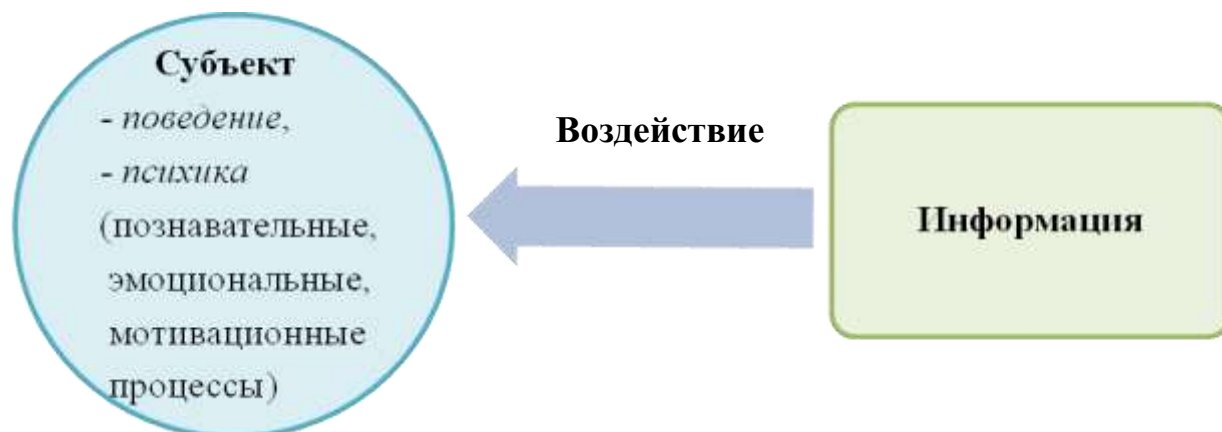 Субъект
- поведение,
- психика
(познавательные,
эмоциональные,
мотивационные
процессы)
Воздействие
Информация